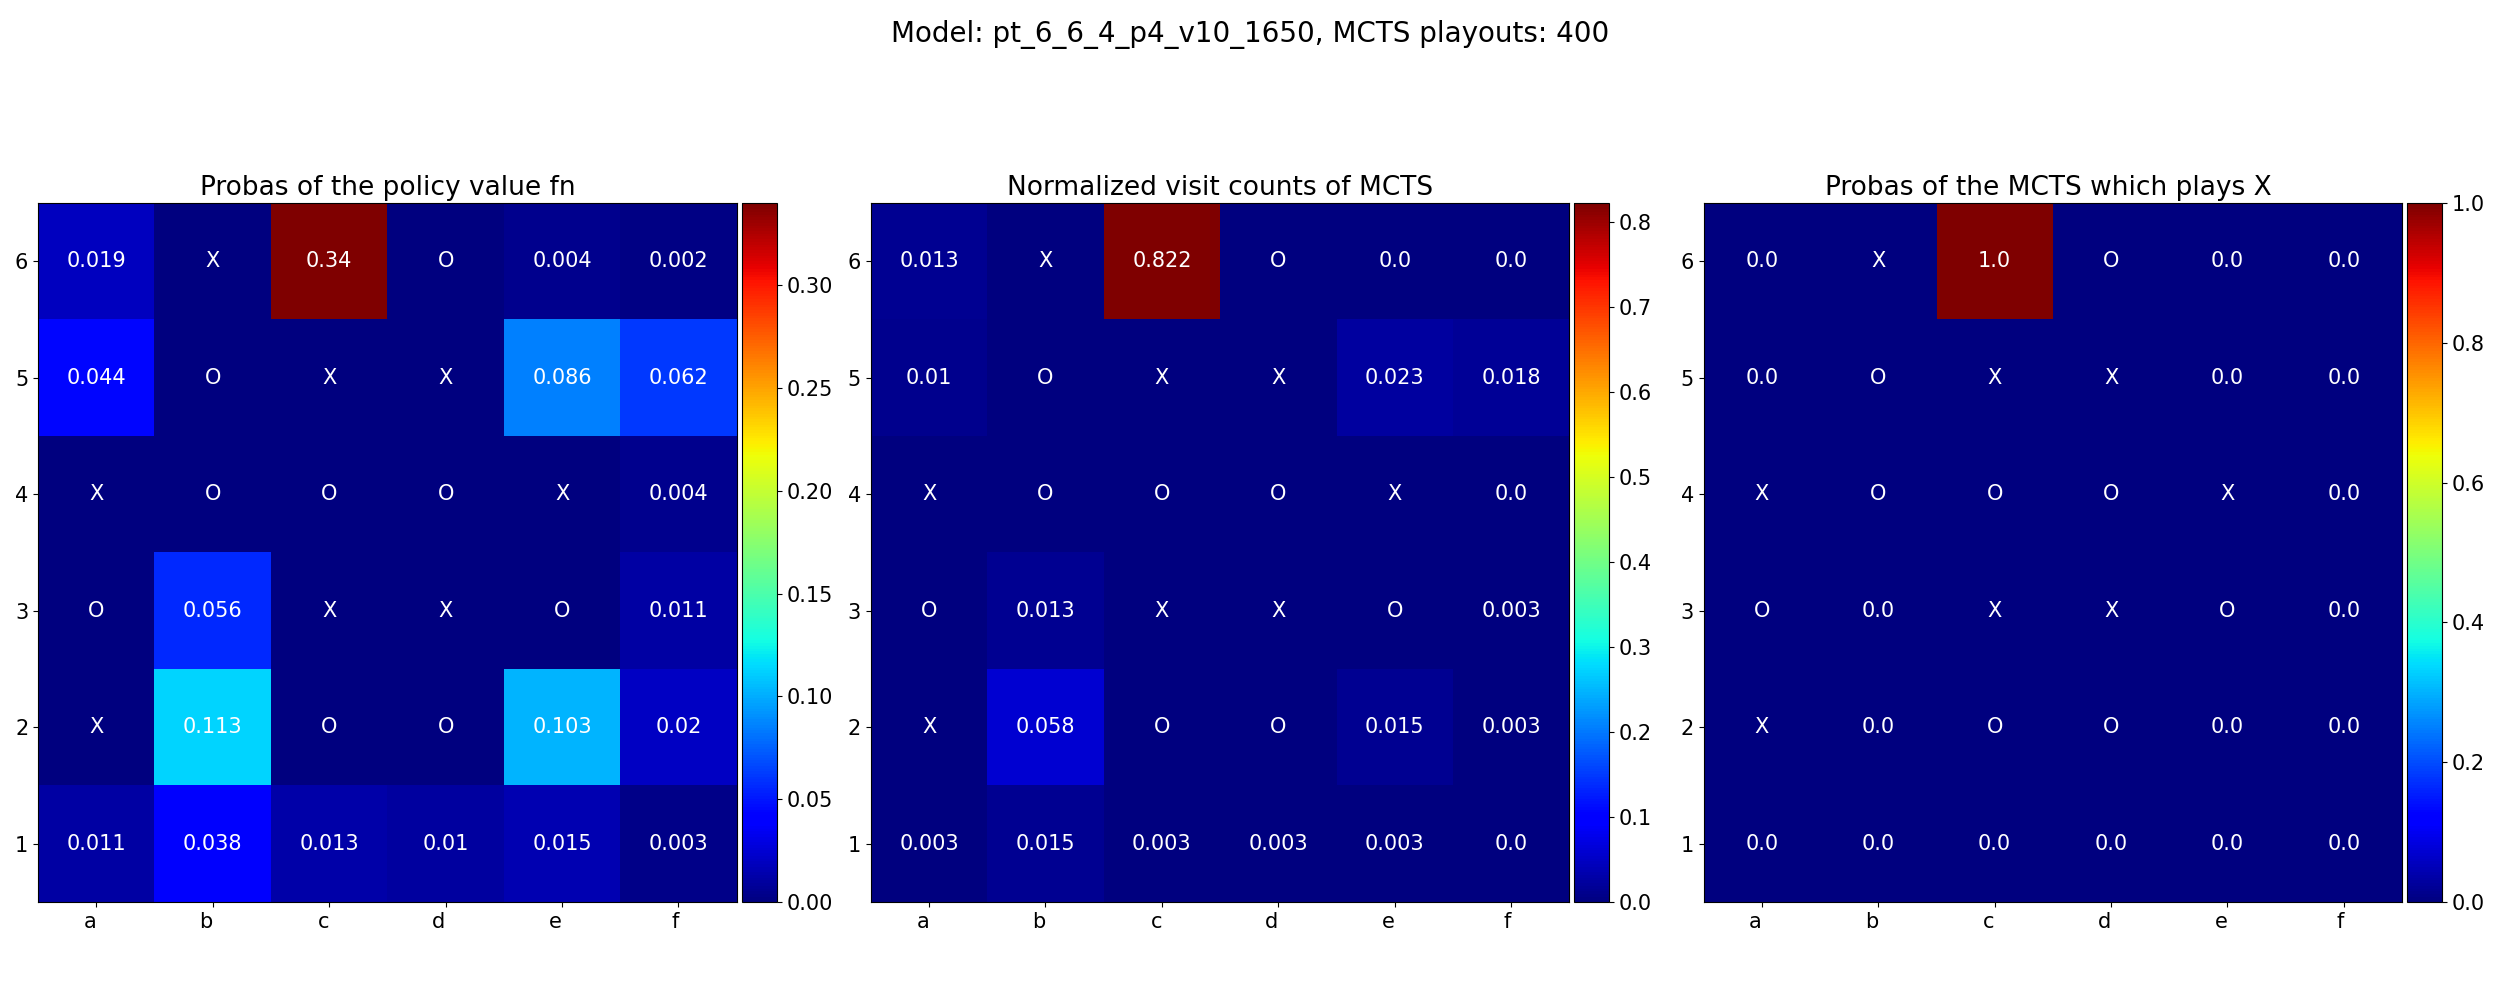 Model: pt_6_6_4_p4_v10_1650, MCTS playouts: 400
Probas of the policy value fn
6 0.019 X 0.34 O 0.004 0.002
5 0.044 O X X 0.086 0.062
4 X O O O X 0.004
3 O 0.056 X X O 0.011
2 X 0.113 O O 0.103 0.02
1 0.011 0.038 0.013 0.01 0.015 0.003
a b c d e f
0.30
0.25
0.20
0.15
0.10
0.05
0.00
Normalized visit counts of MCTS
6 0.013 X 0.822 O 0.0 0.0
5 0.01 O X X 0.023 0.018
4 X O O O X 0.0
3 O 0.013 X X O 0.003
2 X 0.058 O O 0.015 0.003
1 0.003 0.015 0.003 0.003 0.003 0.0
a b c d e f
0.8
0.7
0.6
0.5
0.4
0.3
0.2
0.1
0.0
Probas of the MCTS which plays X
6 0.0 X 1.0 O 0.0 0.0
5 0.0 O X X 0.0 0.0
4 X O O O X 0.0
3 O 0.0 X X O 0.0
2 X 0.0 O O 0.0 0.0
1 0.0 0.0 0.0 0.0 0.0 0.0
a b c d e f
1.0
0.8
0.6
0.4
0.2
0.0